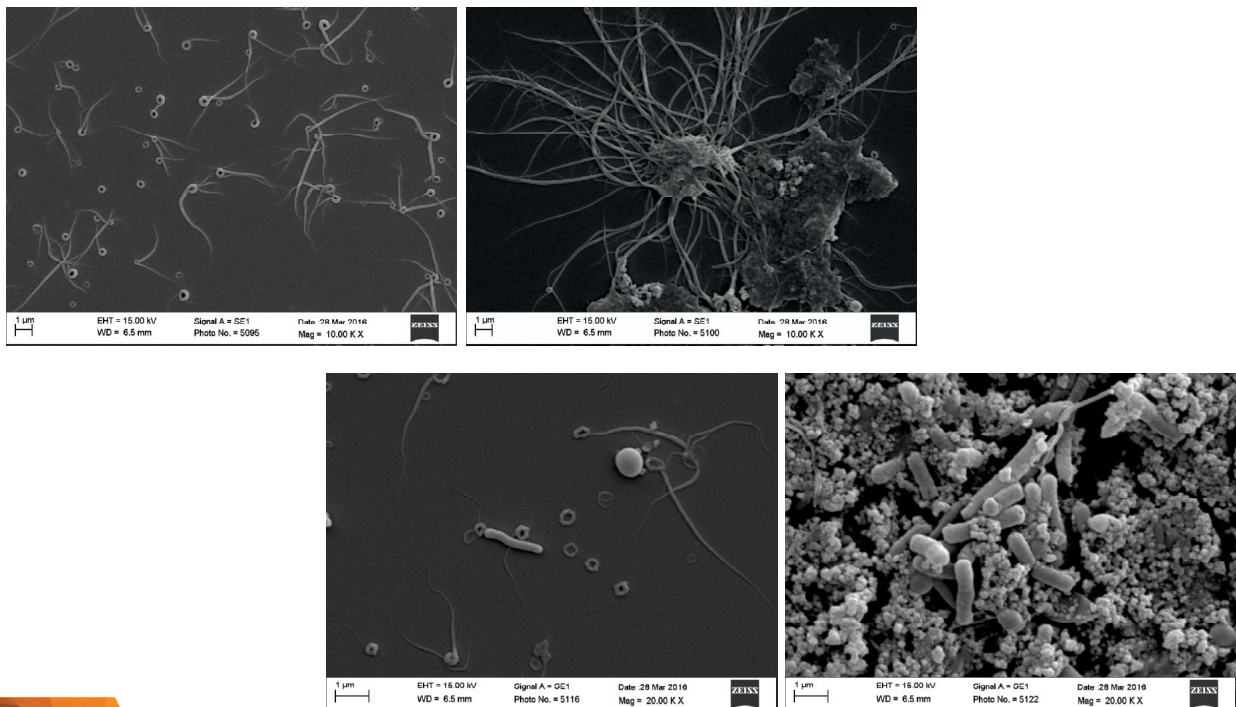 1 µm EHT = 15.00 kV Signal A = SE1 Date :28 Mar 2016 ZEISS
WD = 6.5 mm Photo No. = 5095 Mag = 10.00 K X
1 µm EHT = 15.00 kV Signal A = SE1 Date :28 Mar 2016 ZEISS
WD = 6.5 mm Photo No. = 5100 Mag = 10.00 K X
1 µm EHT = 15.00 kV Signal A = SE1 Date :28 Mar 2016 ZEISS
WD = 6.5 mm Photo No. = 5116 Mag = 20.00 K X
1 µm EHT = 15.00 kV Signal A = SE1 Date :28 Mar 2016 ZEISS
WD = 6.5 mm Photo No. = 5122 Mag = 20.00 K X